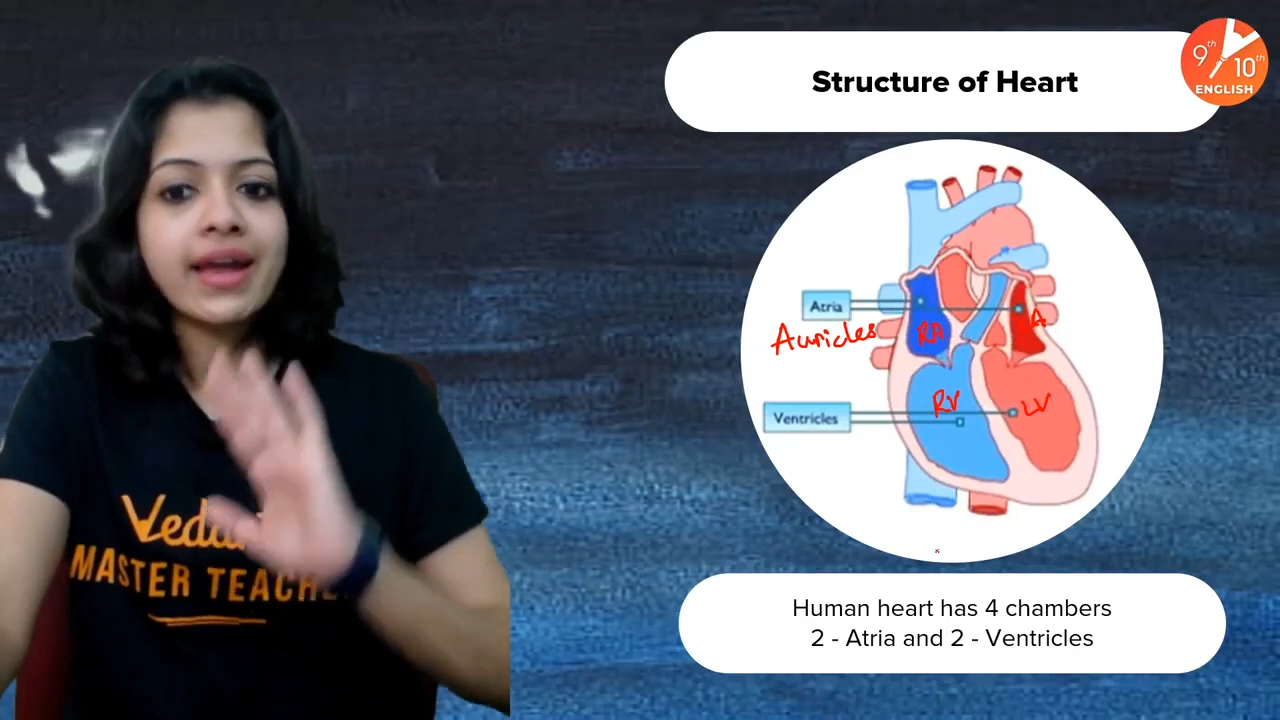 Structure of Heart
9th
10th
ENGLISH
Atria
Auricles
RA
A
Ventricles
RV
LV
MASTER TEACHE
Human heart has 4 chambers
2 - Atria and 2 - Ventricles